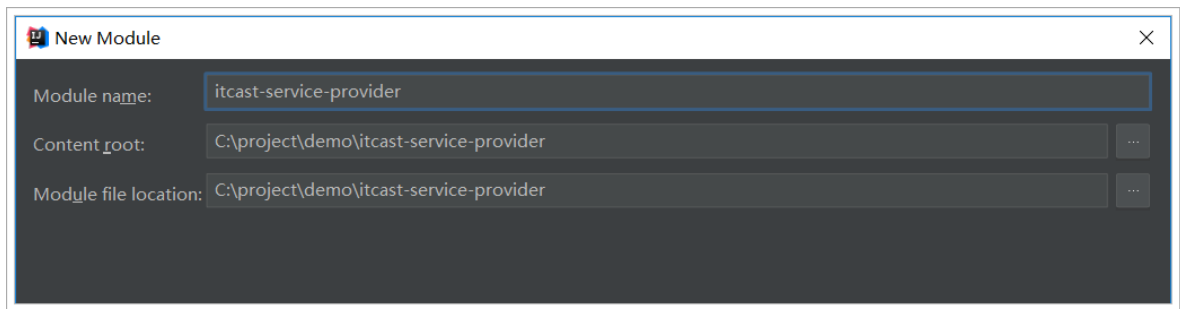 New Module
Module name: itcast-service-provider
Content root: C:\project\demo\itcast-service-provider ...
Module file location: C:\project\demo\itcast-service-provider ...